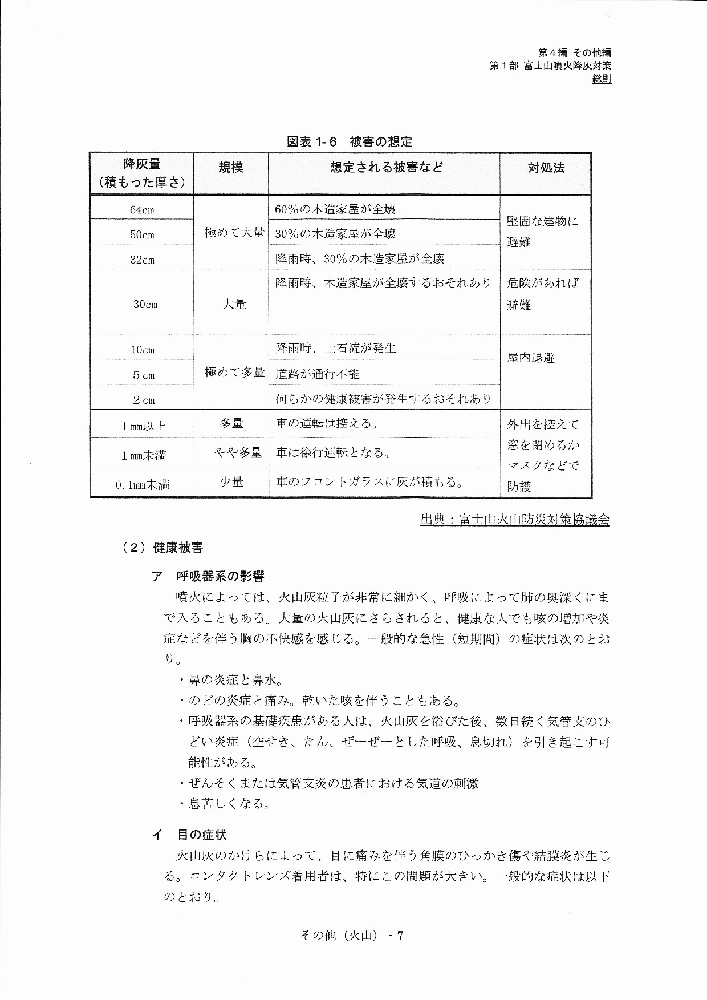 第４編 その他編
第１部 富士山噴火降灰対策
総則
図表 1-６　被害の想定
降灰量
（積もった厚さ）
規模
想定される被害など
対処法
64cm
極めて大量
60％の木造家屋が全壊
堅固な建物に
避難
50cm
30％の木造家屋が全壊
32cm
降雨時、30％の木造家屋が全壊
30cm
大量
降雨時、木造家屋が全壊するおそれあり
危険があれば
避難
10cm
極めて多量
降雨時、土石流が発生
屋内退避
５cm
道路が通行不能
２cm
何らかの健康被害が発生するおそれあり
１mm以上
多量
車の運転は控える。
外出を控えて
窓を閉めるか
マスクなどで
防護
１mm未満
やや多量
車は徐行運転となる。
0.1mm未満
少量
車のフロントガラスに灰が積もる。
出典：富士山火山防災対策協議会
（２）健康被害
ア　呼吸器系の影響
噴火によっては、火山灰粒子が非常に細かく、呼吸によって肺の奥深くにま
で入ることもある。大量の火山灰にさらされると、健康な人でも咳の増加や炎
症などを伴う胸の不快感を感じる。一般的な急性（短期間）の症状は次のとお
り。
・鼻の炎症と鼻水。
・のどの炎症と痛み。乾いた咳を伴うこともある。
・呼吸器系の基礎疾患がある人は、火山灰を浴びた後、数日続く気管支のひ
どい炎症（空せき、たん、ぜーぜーとした呼吸、息切れ）を引き起こす可
能性がある。
・ぜんそくまたは気管支炎の患者における気道の刺激
・息苦しくなる。
イ　目の症状
火山灰のかけらによって、目に痛みを伴う角膜のひっかき傷や結膜炎が生じ
る。コンタクトレンズ着用者は、特にこの問題が大きい。一般的な症状は以下
のとおり。
その他（火山） - 7